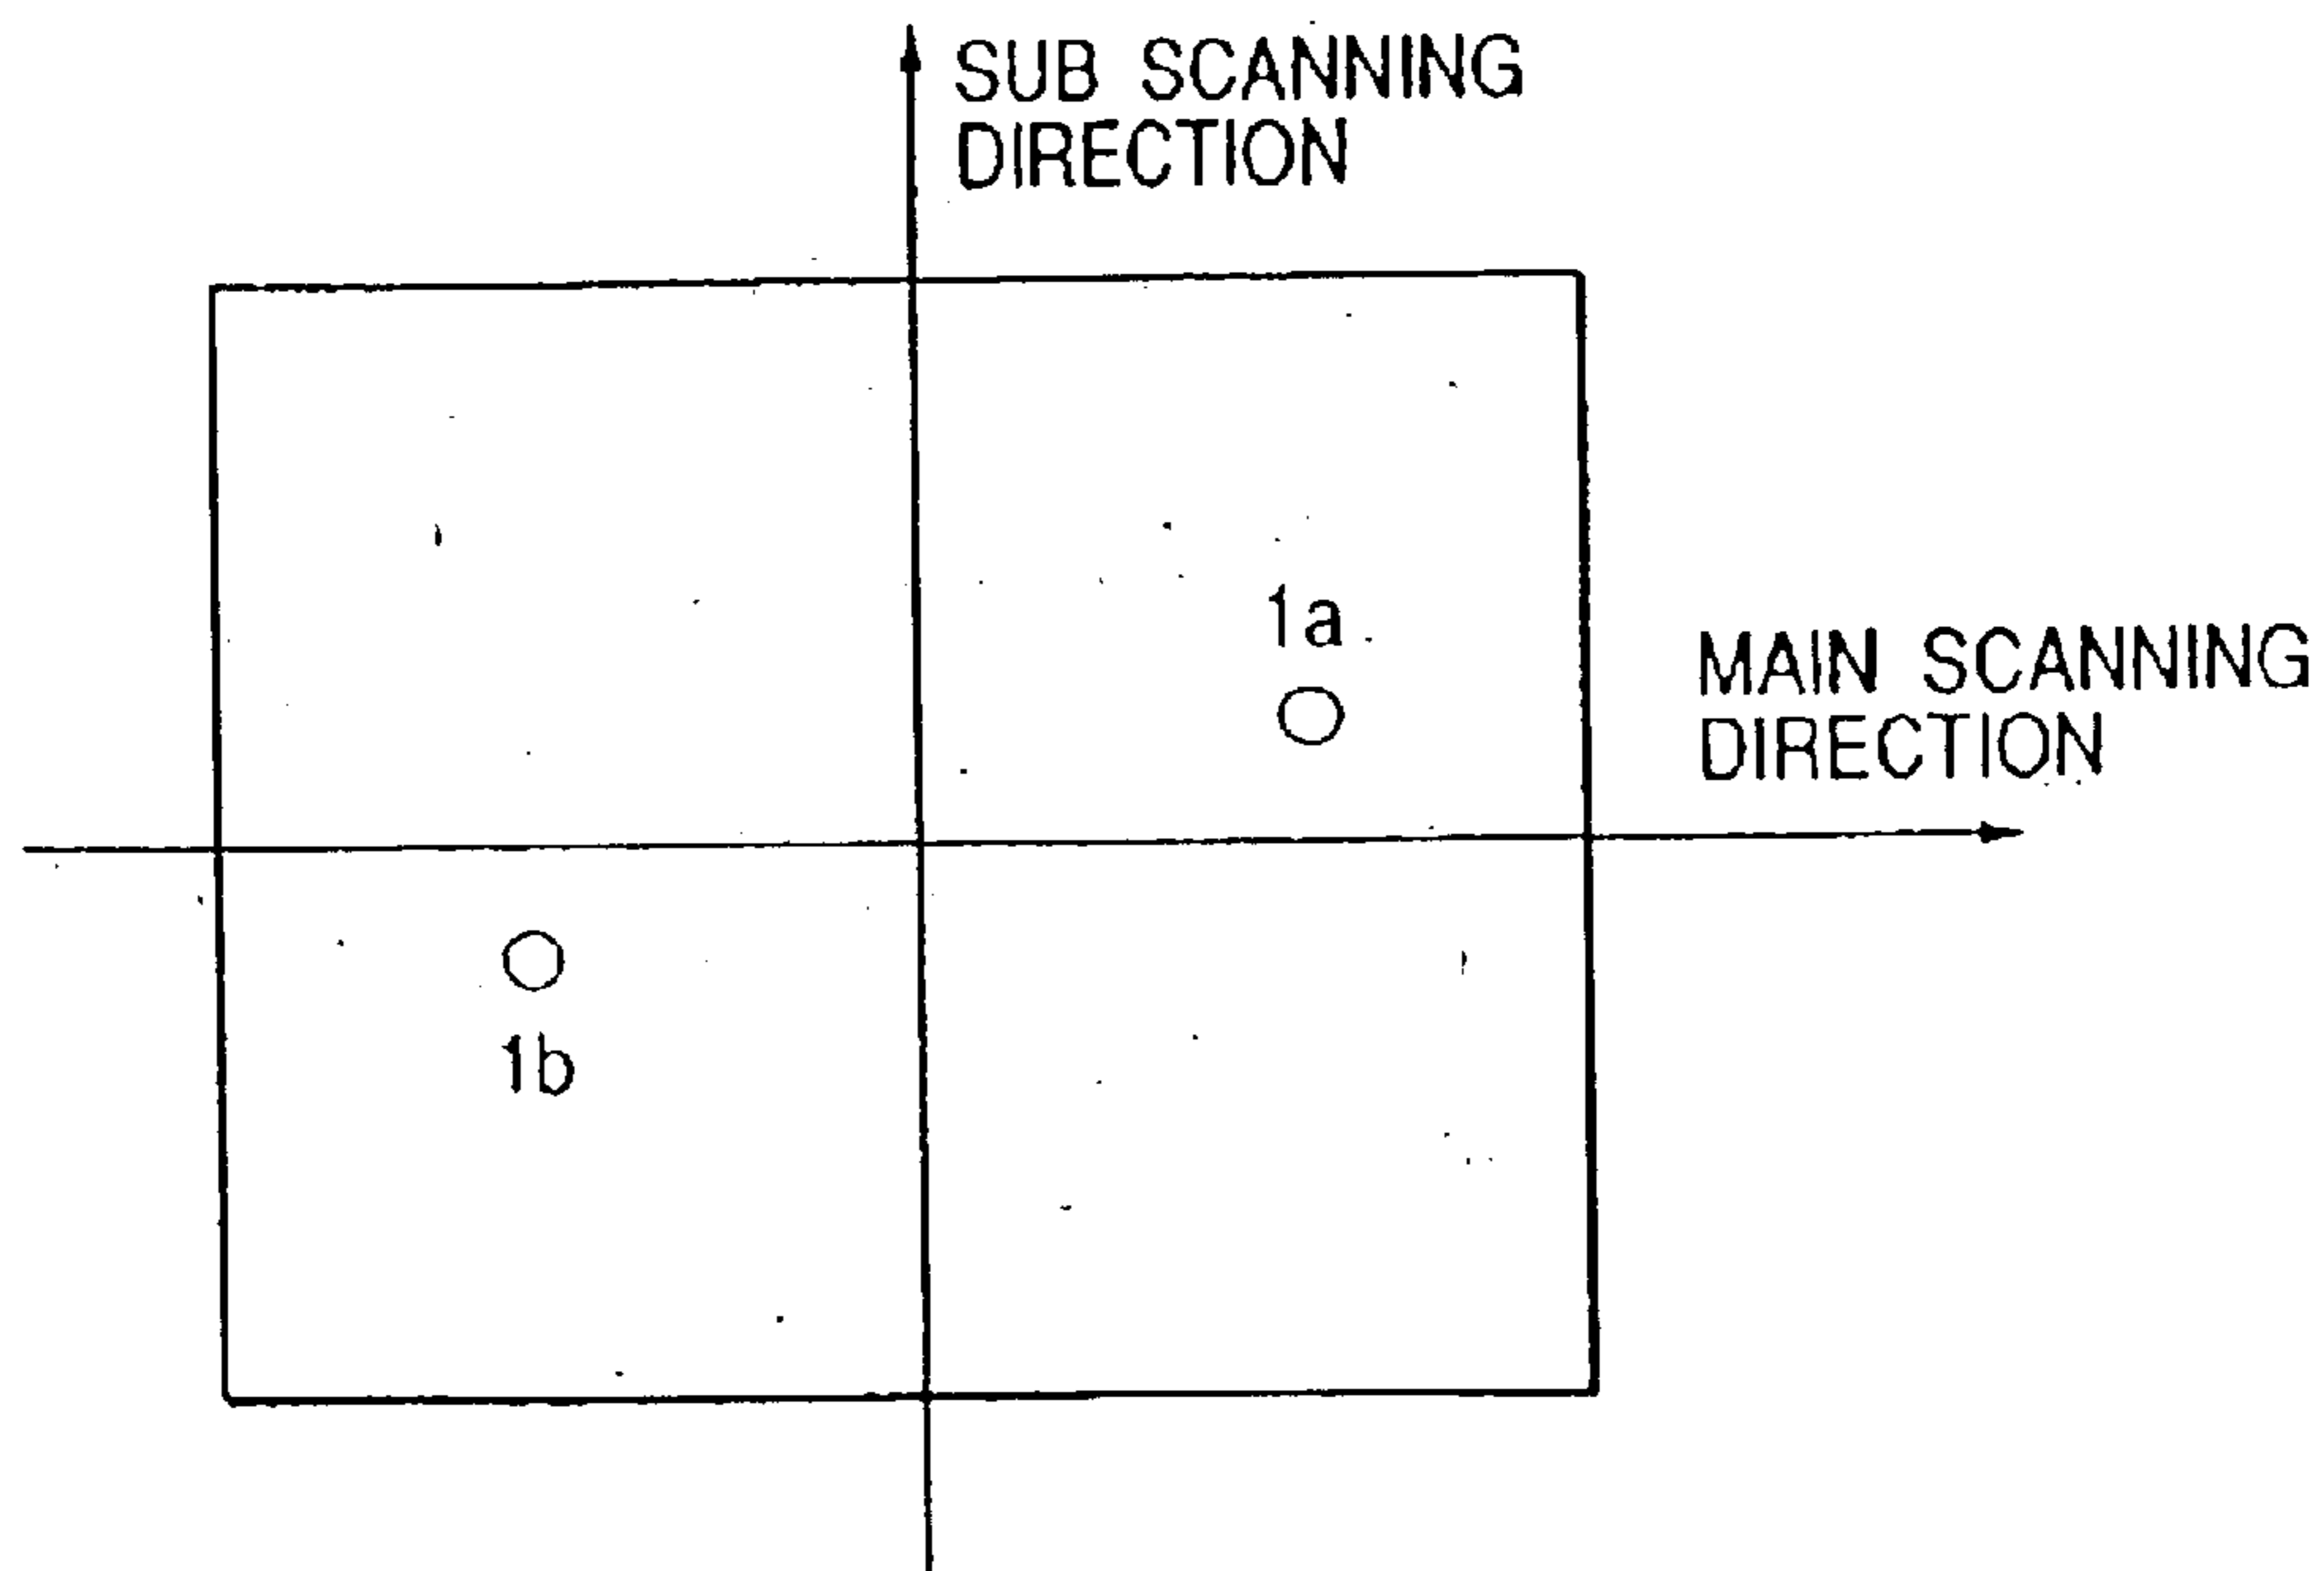 SUB SCANNING
DIRECTION
1a
MAIN SCANNING
DIRECTION
1b